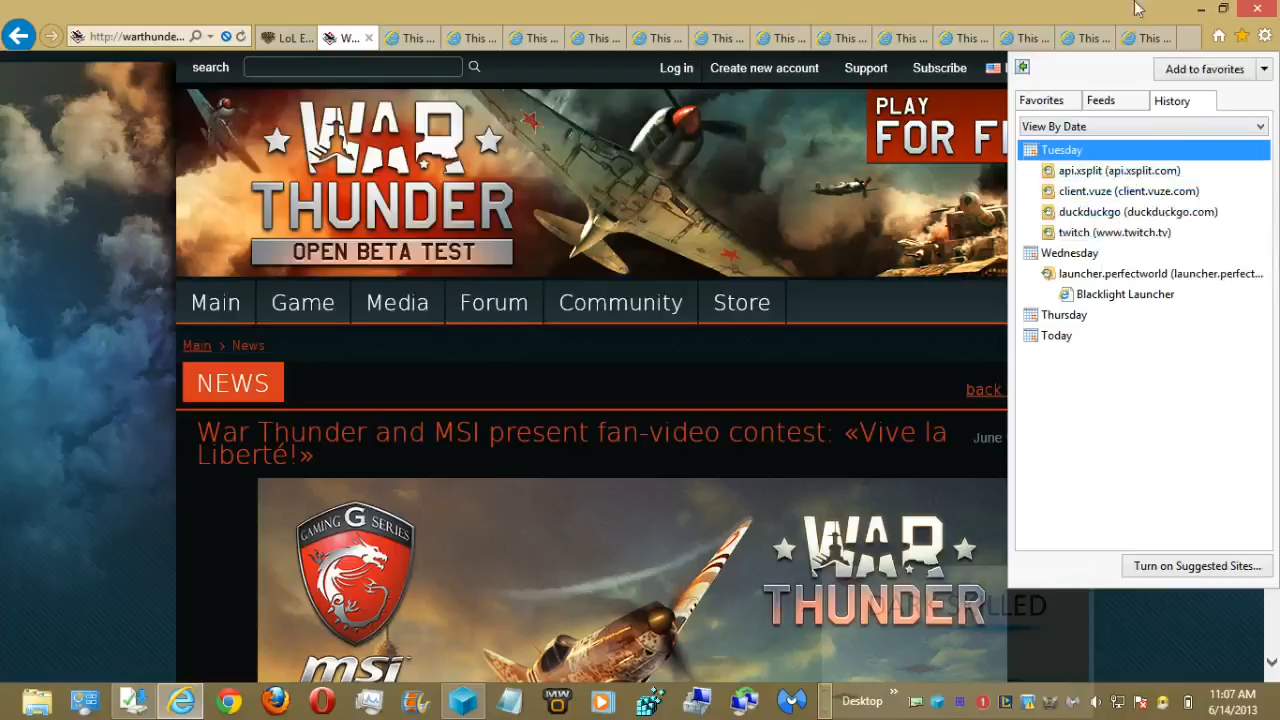 http://warthunde...
LoL E...
W...
This ...
This ...
This ...
This ...
This ...
This ...
This ...
This ...
This ...
This ...
This ...
This ...
This ...
search
Log in
Create new account
Support
Subscribe
Add to favorites
Favorites
Feeds
History
View By Date
Tuesday
api.xsplit (api.xsplit.com)
client.vuze (client.vuze.com)
duckduckgo (duckduckgo.com)
twitch (www.twitch.tv)
Wednesday
launcher.perfectworld (launcher.perfect...
Blacklight Launcher
Thursday
Today
Turn on Suggested Sites...
WAR
THUNDER
OPEN BETA TEST
PLAY
FOR F
Main
Game
Media
Forum
Community
Store
Main > News
NEWS
back
War Thunder and MSI present fan-video contest: «Vive la
Liberté!»
June
GAMING G SERIES
msi
WAR
THUNDER
MW
Desktop
11:07 AM
6/14/2013